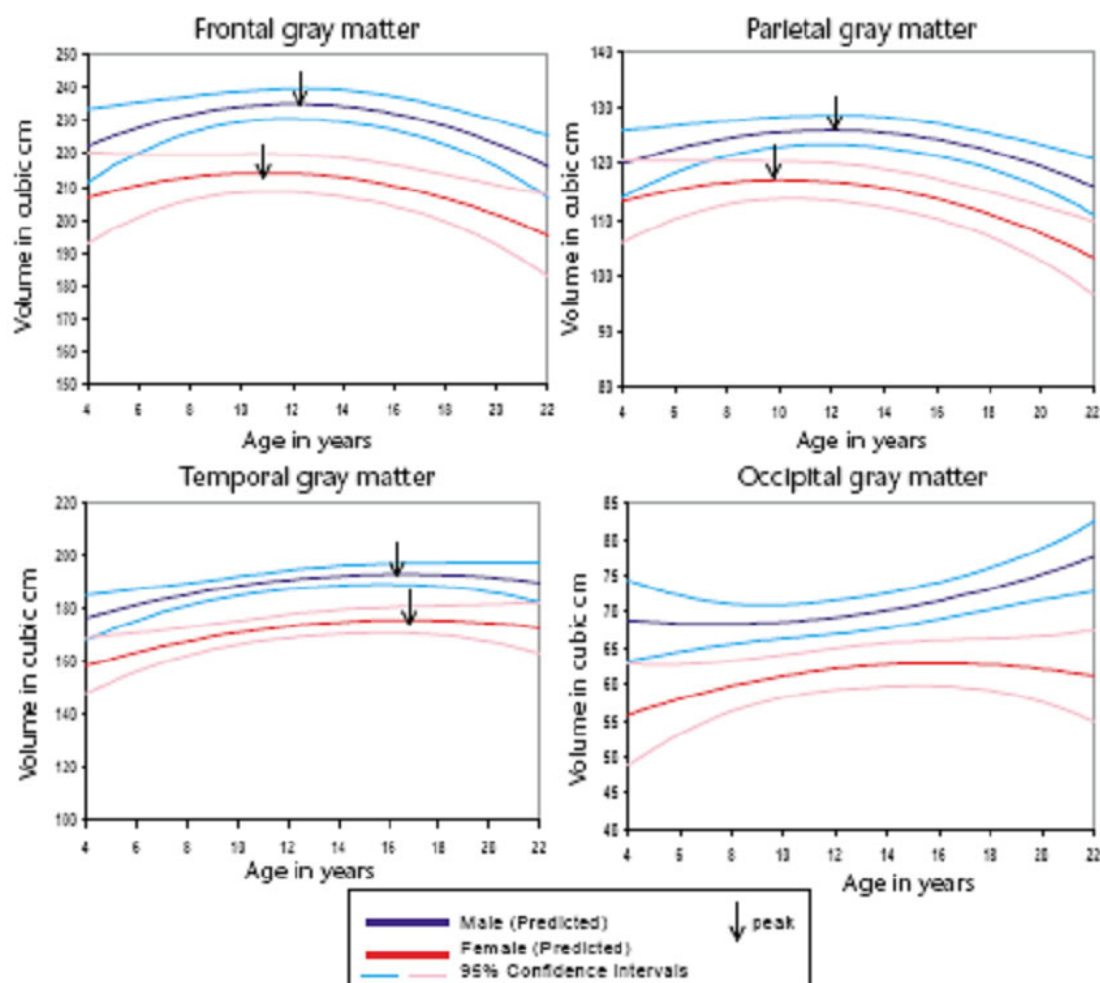 Frontal gray matter
250
240
230
220
210
200
190
180
170
160
150
4 6 8 10 12 14 16 18 20 22
Volume in cubic cm
Age in years
Parietal gray matter
140
130
120
110
100
90
80
4 6 8 10 12 14 16 18 20 22
Volume in cubic cm
Age in years
Temporal gray matter
220
200
180
160
140
120
100
4 6 8 10 12 14 16 18 20 22
Volume in cubic cm
Age in years
Occipital gray matter
85
80
75
70
65
60
55
50
45
40
4 6 8 10 12 14 16 18 20 22
Volume in cubic cm
Age in years
Male (Predicted)
Female (Predicted)
95% Confidence Intervals
peak